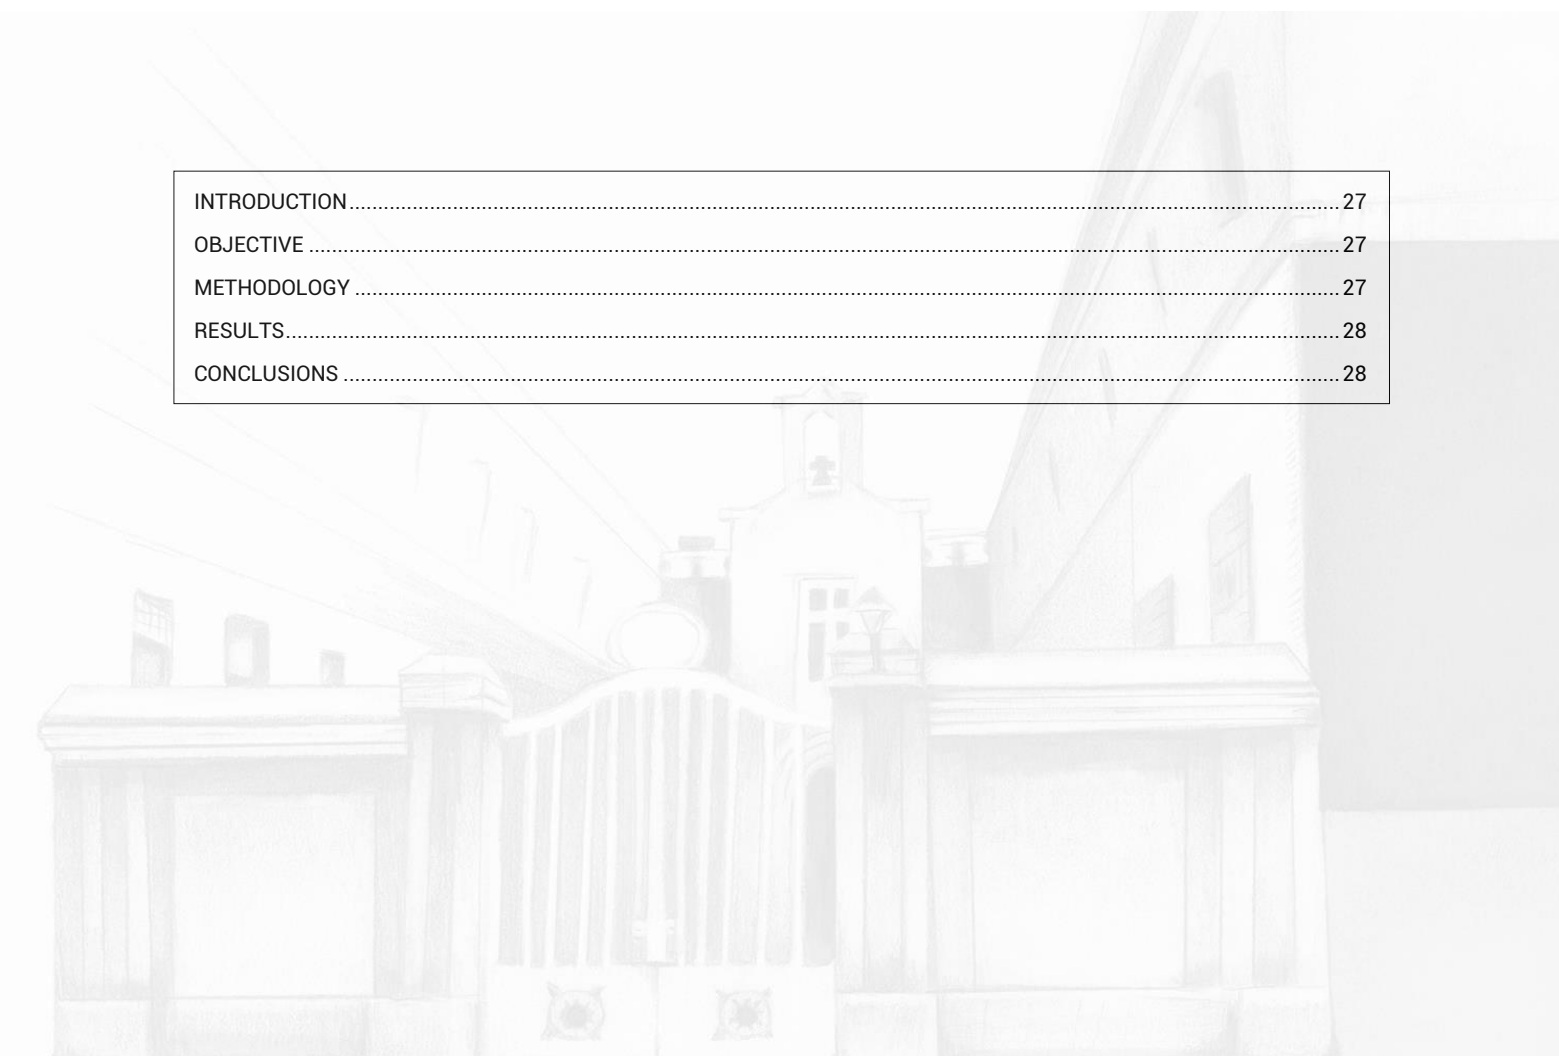 INTRODUCTION........................................................................................................27
OBJECTIVE ........................................................................................................27
METHODOLOGY ........................................................................................................27
RESULTS........................................................................................................28
CONCLUSIONS ........................................................................................................28